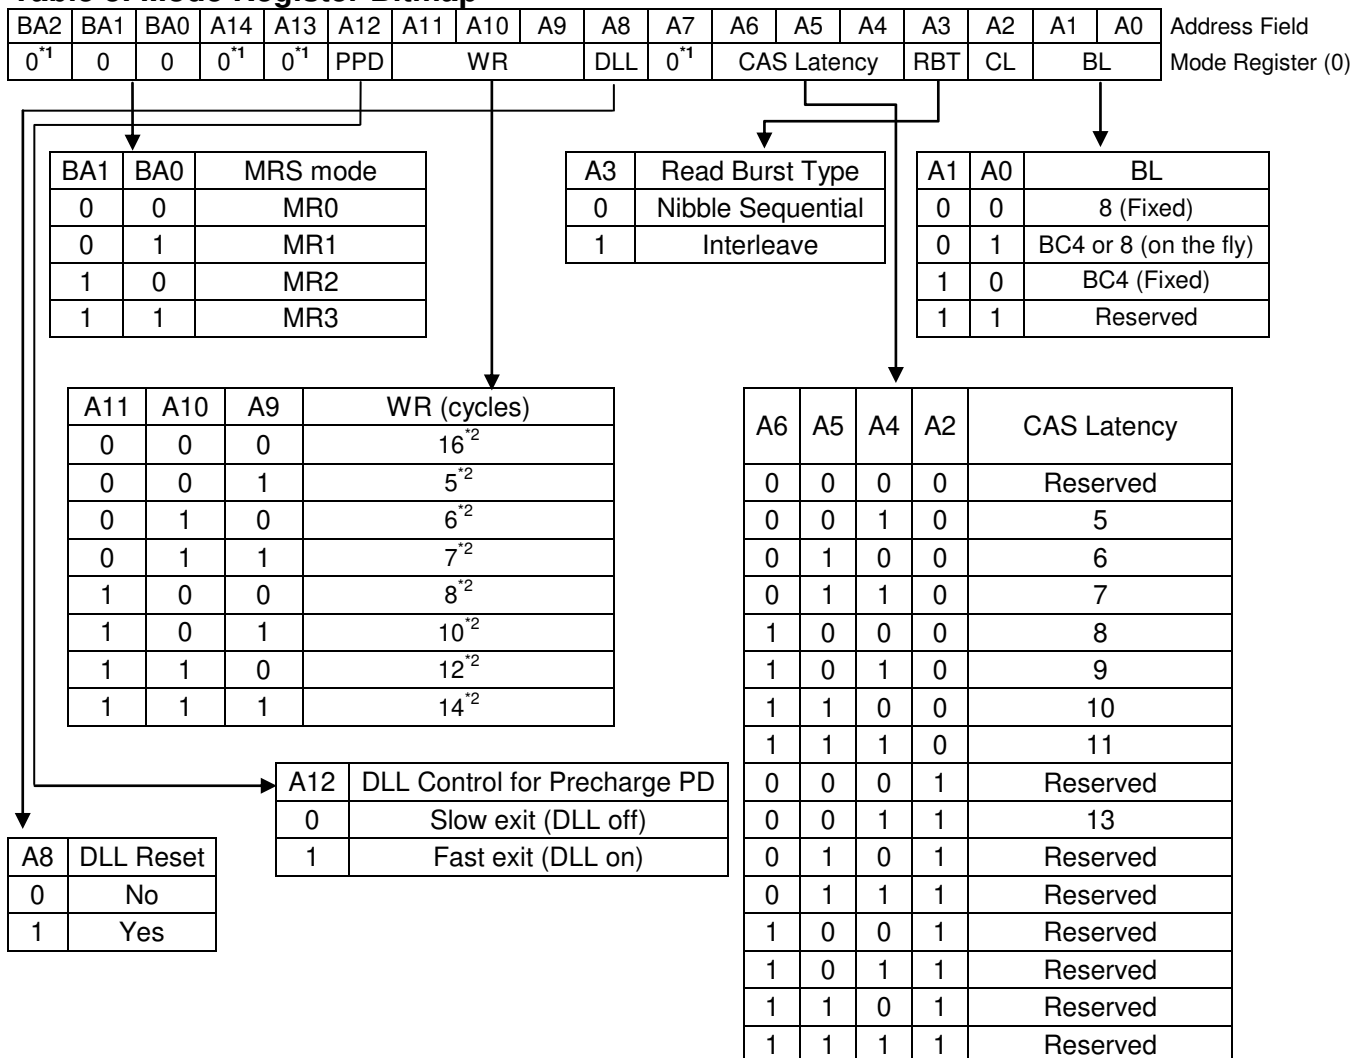 BA2 BA1 BA0 A14 A13 A12 A11 A10 A9 A8 A7 A6 A5 A4 A3 A2 A1 A0 Address Field
0*1 0 0 0*1 0*1 PPD WR DLL 0*1 CAS Latency RBT CL BL Mode Register (0)
BA1 BA0 MRS mode
0 0 MR0
0 1 MR1
1 0 MR2
1 1 MR3
A3 Read Burst Type
0 Nibble Sequential
1 Interleave
A1 A0 BL
0 0 8 (Fixed)
0 1 BC4 or 8 (on the fly)
1 0 BC4 (Fixed)
1 1 Reserved
A11 A10 A9 WR (cycles)
0 0 0 16*2
0 0 1 5*2
0 1 0 6*2
0 1 1 7*2
1 0 0 8*2
1 0 1 10*2
1 1 0 12*2
1 1 1 14*2
A6 A5 A4 A2 CAS Latency
0 0 0 0 Reserved
0 0 1 0 5
0 1 0 0 6
0 1 1 0 7
1 0 0 0 8
1 0 1 0 9
1 1 0 0 10
1 1 1 0 11
0 0 0 1 Reserved
0 0 1 1 13
0 1 0 1 Reserved
0 1 1 1 Reserved
1 0 0 1 Reserved
1 0 1 1 Reserved
1 1 0 1 Reserved
1 1 1 1 Reserved
A12 DLL Control for Precharge PD
0 Slow exit (DLL off)
1 Fast exit (DLL on)
A8 DLL Reset
0 No
1 Yes